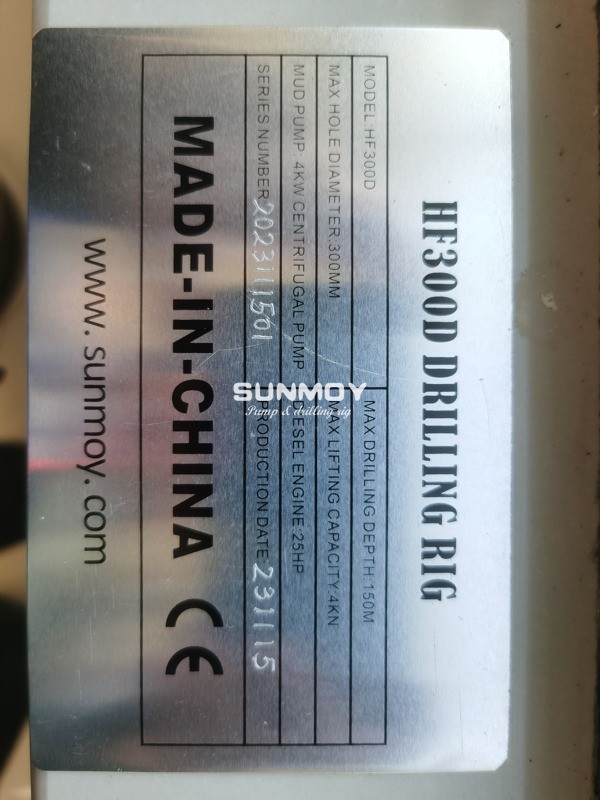 HF300D DRILLING RIG
MODEL:HF300D
MAX DRILLING DEPTH:150M
MAX HOLE DIAMETER:300MM
MAX LIFTING CAPACITY:4KN
MUD PUMP: 4KW CENTRIFUGAL PUMP
DIESEL ENGINE:25HP
SERIES NUMBER:2023111501
PRODUCTION DATE:231115
MADE-IN-CHINA CE
www.sunmoy.com
SUNMOY
Pump & drilling rig